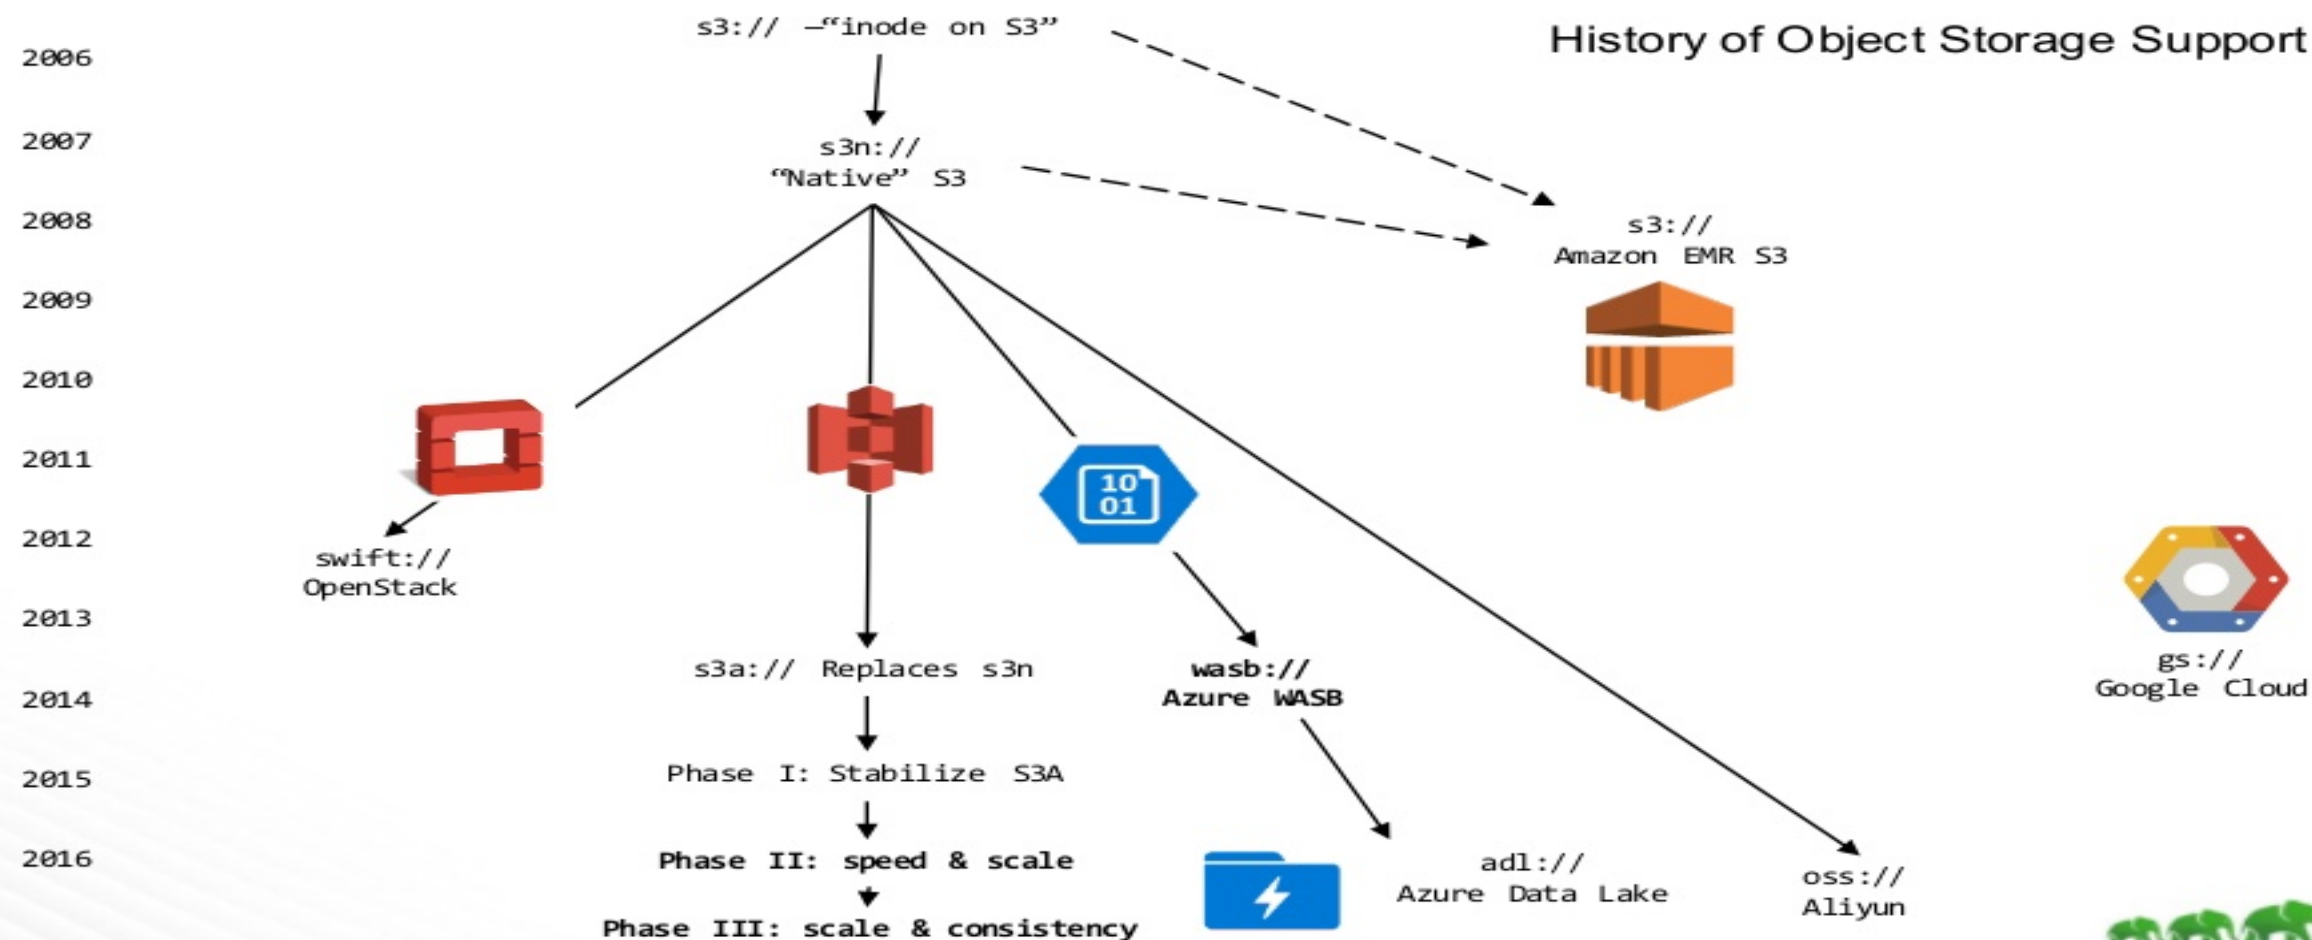 History of Object Storage Support
s3:// —“inode on S3”
2006
2007
s3n://
“Native” S3
2008
s3://
Amazon EMR S3
2009
2010
2011
10
01
2012
swift://
OpenStack
2013
s3a:// Replaces s3n
wasb://
Azure WASB
gs://
Google Cloud
2014
Phase I: Stabilize S3A
2015
2016
Phase II: speed & scale
adl://
Azure Data Lake
oss://
Aliyun
Phase III: scale & consistency